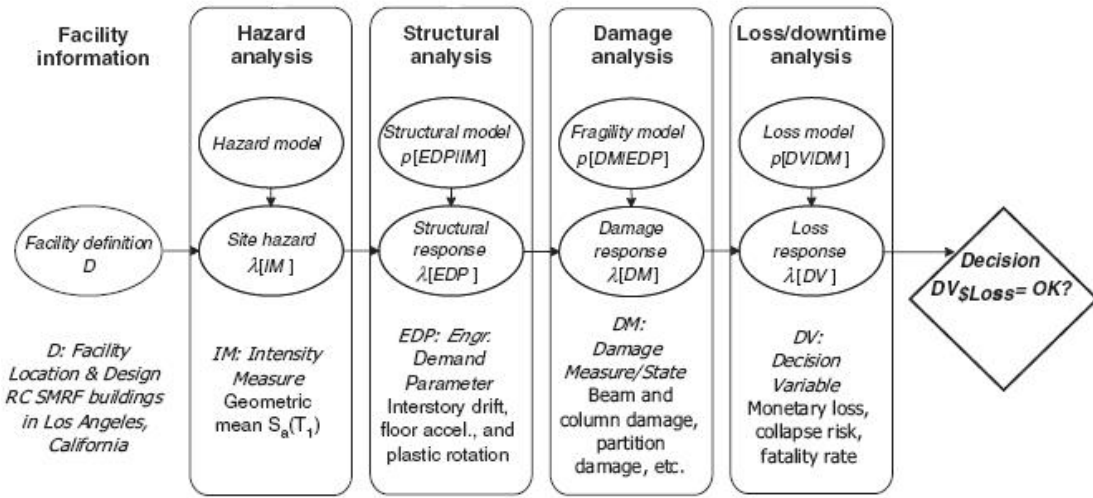 Facility
information
Hazard
analysis
Structural
analysis
Damage
analysis
Loss/downtime
analysis
Hazard model
Structural model
p[EDP|IM]
Fragility model
p[DM|EDP]
Loss model
p[DV|DM]
Facility definition
D
Site hazard
λ[IM]
Structural
response
λ[EDP]
Damage
response
λ[DM]
Loss
response
λ[DV]
Decision
DV$Loss= OK?
D: Facility
Location & Design
RC SMRF buildings
in Los Angeles,
California
IM: Intensity
Measure
Geometric
mean Sa(T1)
EDP: Engr.
Demand
Parameter
Interstory drift,
floor accel., and
plastic rotation
DM:
Damage
Measure/State
Beam and
column damage,
partition
damage, etc.
DV:
Decision
Variable
Monetary loss,
collapse risk,
fatality rate